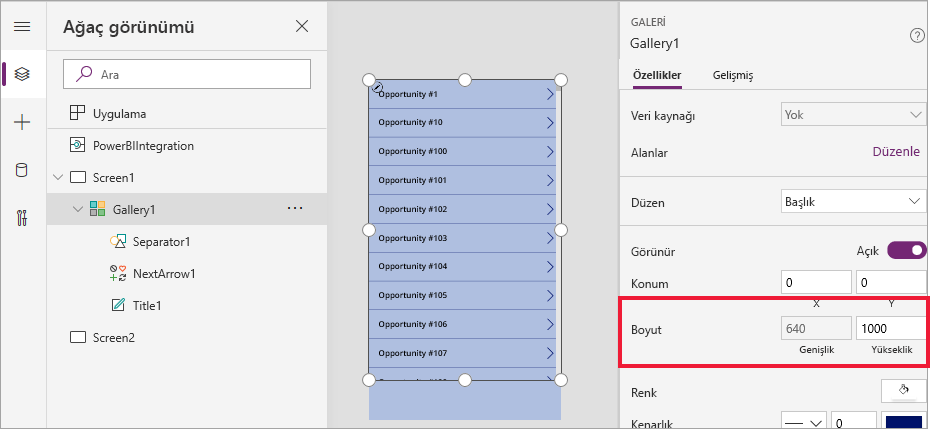 Ağaç görünümü
Ara
Uygulama
PowerBIIntegration
Screen1
Gallery1
Separator1
NextArrow1
Title1
Screen2
Opportunity #1
Opportunity #10
Opportunity #100
Opportunity #101
Opportunity #102
Opportunity #103
Opportunity #104
Opportunity #105
Opportunity #106
Opportunity #107
GALERİ
Gallery1
Özellikler Gelişmiş
Veri kaynağı Yok
Alanlar Düzenle
Düzen Başlık
Görünür Açık
Konum 0 0
X Y
Boyut 640 1000
Genişlik Yükseklik
Renk
Kenarlık 0